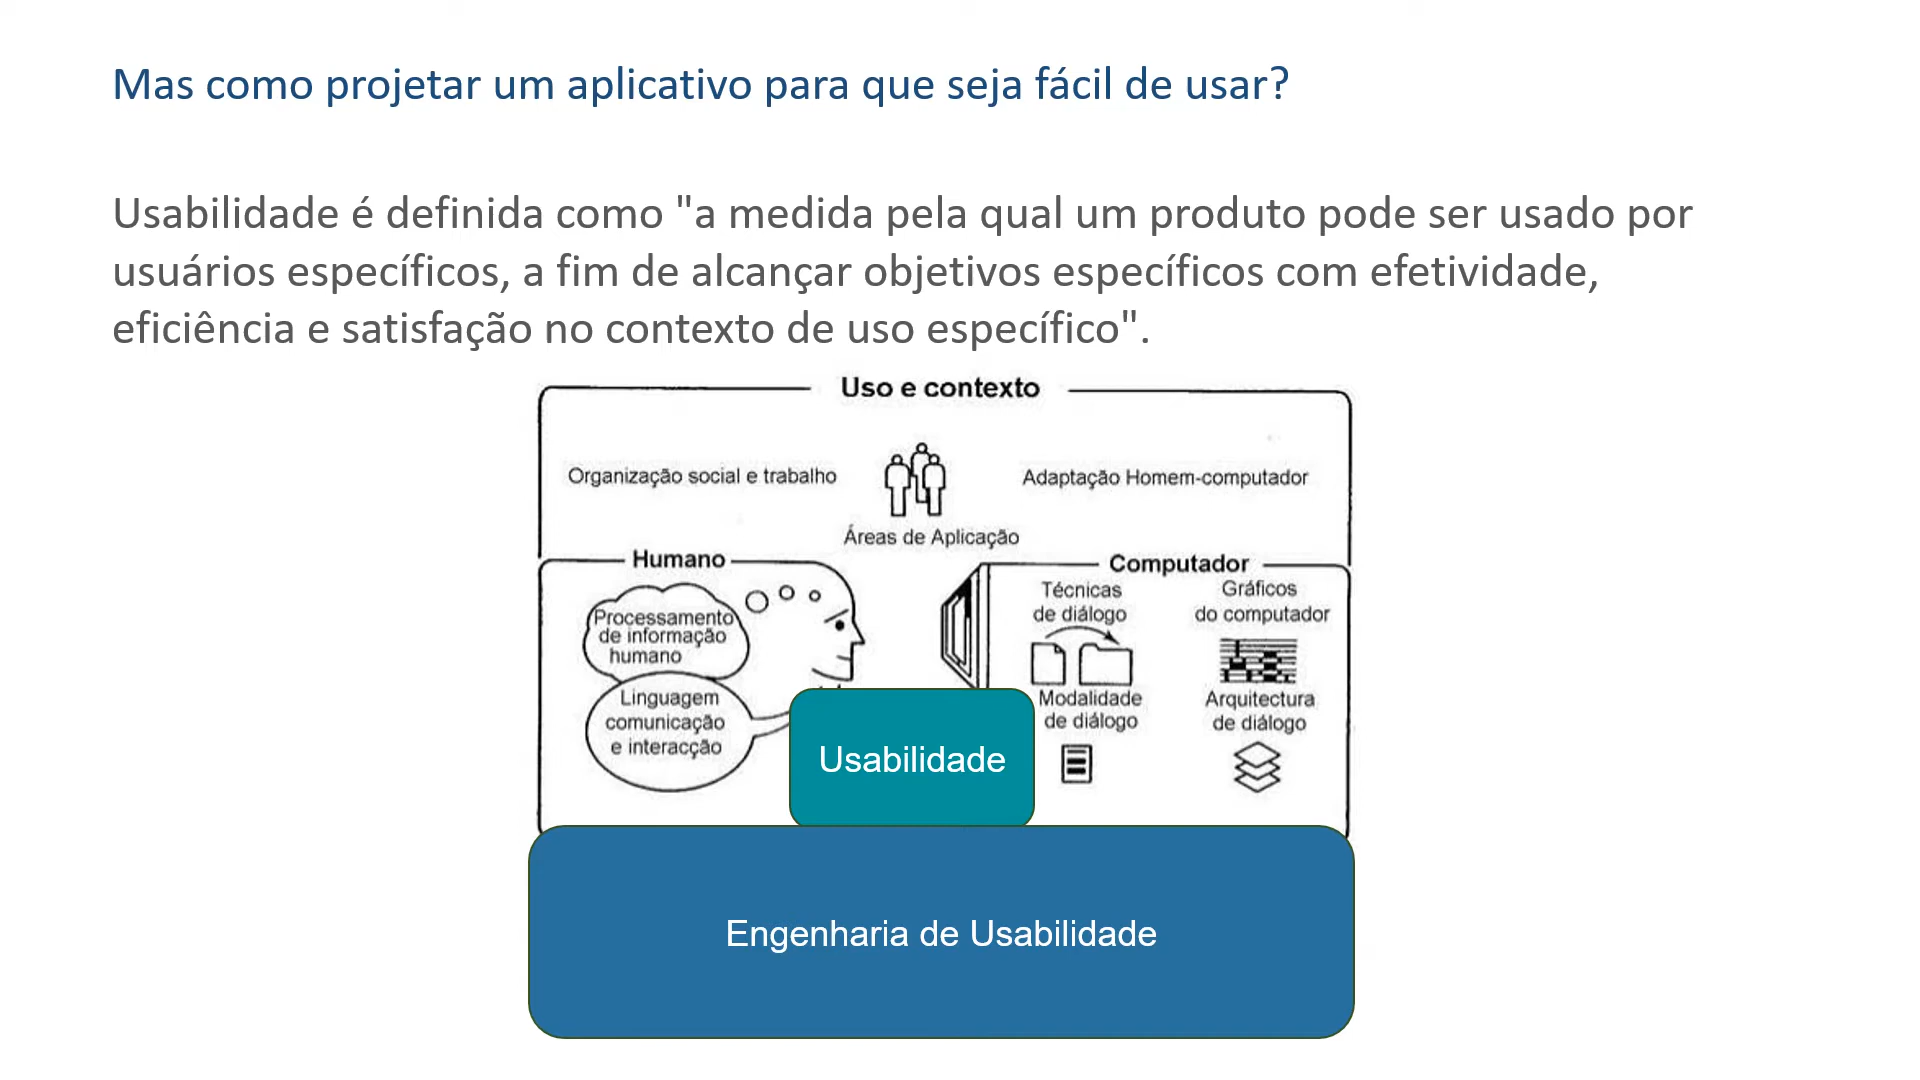 Mas como projetar um aplicativo para que seja fácil de usar?
Usabilidade é definida como "a medida pela qual um produto pode ser usado por
usuários específicos, a fim de alcançar objetivos específicos com efetividade,
eficiência e satisfação no contexto de uso específico".
Uso e contexto
Organização social e trabalho
Adaptação Homem-computador
Áreas de Aplicação
Humano
Processamento
de informação
humano
Linguagem
comunicação
e interacção
Computador
Técnicas
de diálogo
Gráficos
do computador
Modalidade
de diálogo
Arquitectura
de diálogo
Usabilidade
Engenharia de Usabilidade